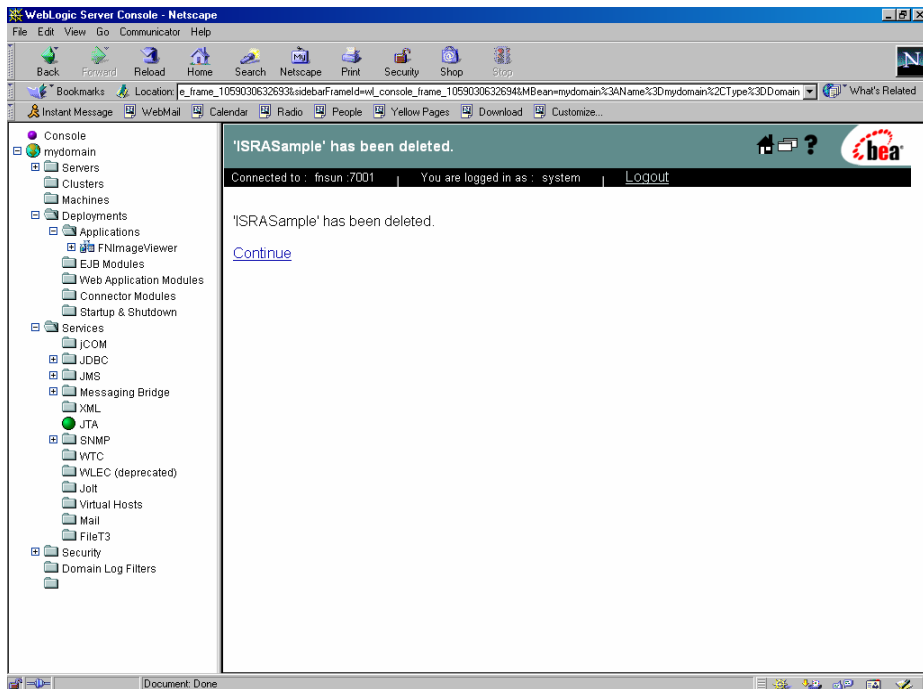 WebLogic Server Console - Netscape
File Edit View Go Communicator Help
Back Forward Reload Home Search Netscape Print Security Shop Stop
Bookmarks Location: e_frame_1059030632693&sidebarFrameId=wl_console_frame_1059030632694&MBean=mydomain%3AName%3Dmydomain%2CType%3DDomain What's Related
Instant Message WebMail Calendar Radio People Yellow Pages Download Customize...
Console
mydomain
Servers
Clusters
Machines
Deployments
Applications
FNImageViewer
EJB Modules
Web Application Modules
Connector Modules
Startup & Shutdown
Services
jCOM
JDBC
JMS
Messaging Bridge
XML
JTA
SNMP
WTC
WLEC (deprecated)
Jolt
Virtual Hosts
Mail
FileT3
Security
Domain Log Filters
'ISRASample' has been deleted.
?
bea
Connected to : fnsun :7001 You are logged in as : system Logout
'ISRASample' has been deleted.
Continue
Document: Done